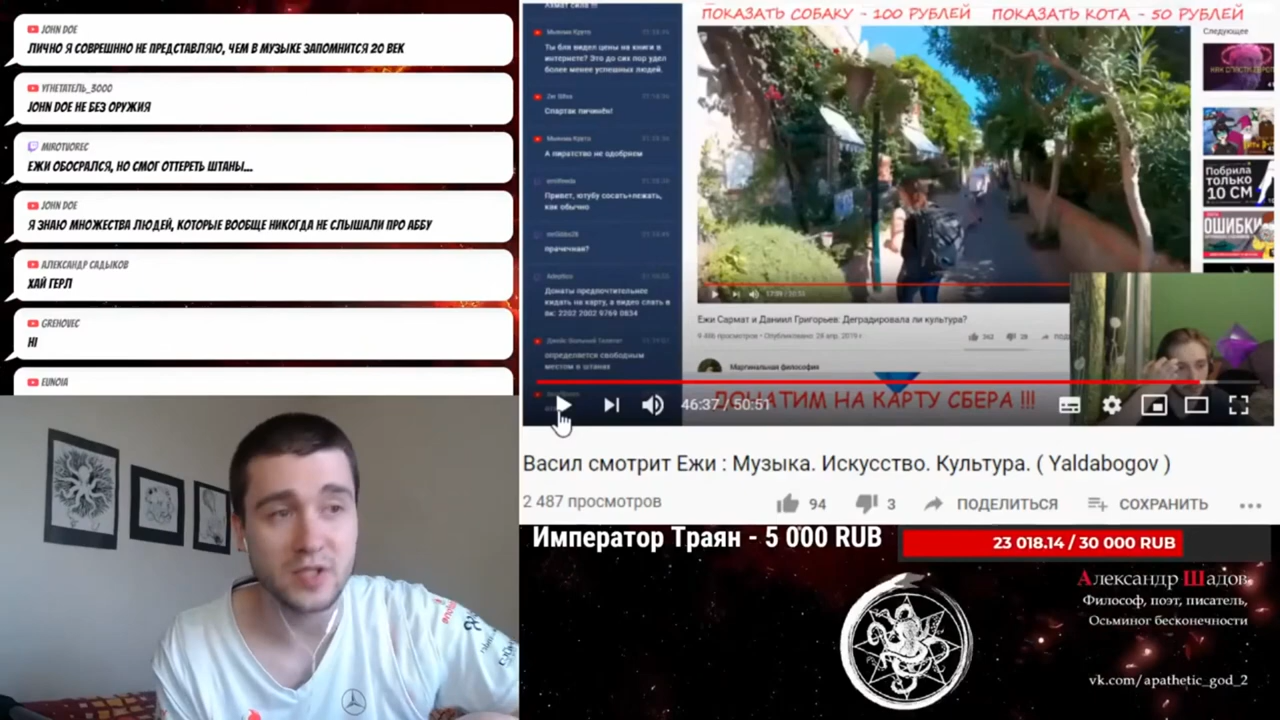 JOHN DOE
ЛИЧНО Я СОВРЕШННО НЕ ПРЕДСТАВЛЯЮ, ЧЕМ В МУЗЫКЕ ЗАПОМНИТСЯ 20 ВЕК
УГНЕТАТЕЛЬ_3000
JOHN DOE НЕ БЕЗ ОРУЖИЯ
MIROTVOREC
ЕЖИ ОБОСРАЛСЯ, НО СМОГ ОТТЕРЕТЬ ШТАНЫ...
JOHN DOE
Я ЗНАЮ МНОЖЕСТВА ЛЮДЕЙ, КОТОРЫЕ ВООБЩЕ НИКОГДА НЕ СЛЫШАЛИ ПРО АББУ
АЛЕКСАНДР САДЫКОВ
ХАЙ ГЕРЛ
GREHOVEC
HI
EUNOIA
ПОКАЗАТЬ СОБАКУ - 100 РУБЛЕЙ ПОКАЗАТЬ КОТА - 50 РУБЛЕЙ
Следующее
Ты бля видел цены на книги в
интернете? Это до сих пор удел
более менее успешных людей.
Спартак пичинёх!
А пиратство не одобряем
Привет, ютубу сосать+лежать,
как обычно
прачечная?
Донаты предпочтительнее
кидать на карту, а видео слать в
вк: 2202 2002 9769 0834
определяется свободным
местом в штанах
Побрила
только
10 СМ
ОШИБКИ
Ежи Сармат и Даниил Григорьев: Деградировала ли культура?
Маргинальная философия
ДОНАТИМ НА КАРТУ СБЕРА !!!
46:37 / 50:51
Васил смотрит Ежи : Музыка. Искусство. Культура. ( Yaldabogov )
2 487 просмотров
94
3
ПОДЕЛИТЬСЯ
СОХРАНИТЬ
Император Траян - 5 000 RUB
23 018.14 / 30 000 RUB
Александр Шадов
Философ, поэт, писатель,
Осьминог бесконечности
vk.com/apathetic_god_2